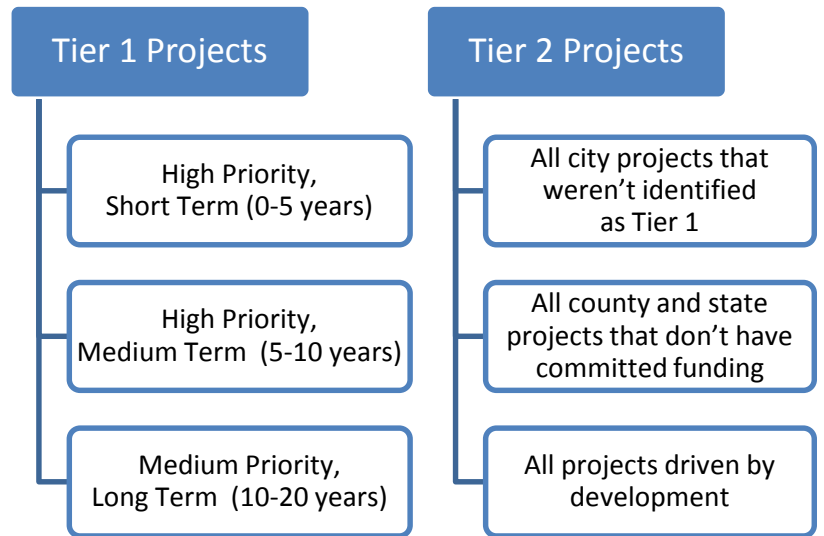 Tier 1 Projects
High Priority,
Short Term (0-5 years)
High Priority,
Medium Term  (5-10 years)
Medium Priority,
Long Term  (10-20 years)
Tier 2 Projects
All city projects that
weren't identified
as Tier 1
All county and state
projects that don't have
committed funding
All projects driven by
development